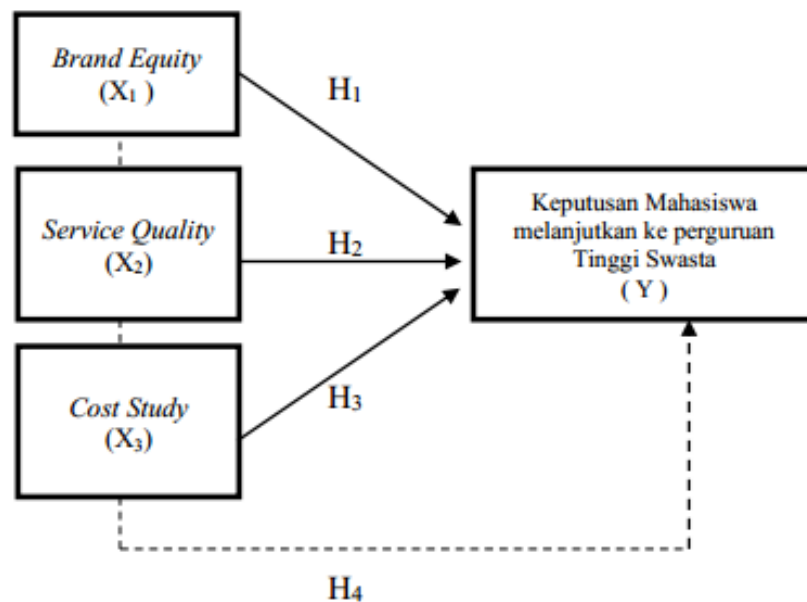 Brand Equity
(X₁ )
H₁
Service Quality
(X₂)
H₂
Keputusan Mahasiswa
melanjutkan ke perguruan
Tinggi Swasta
( Y )
Cost Study
(X₃)
H₃
H₄